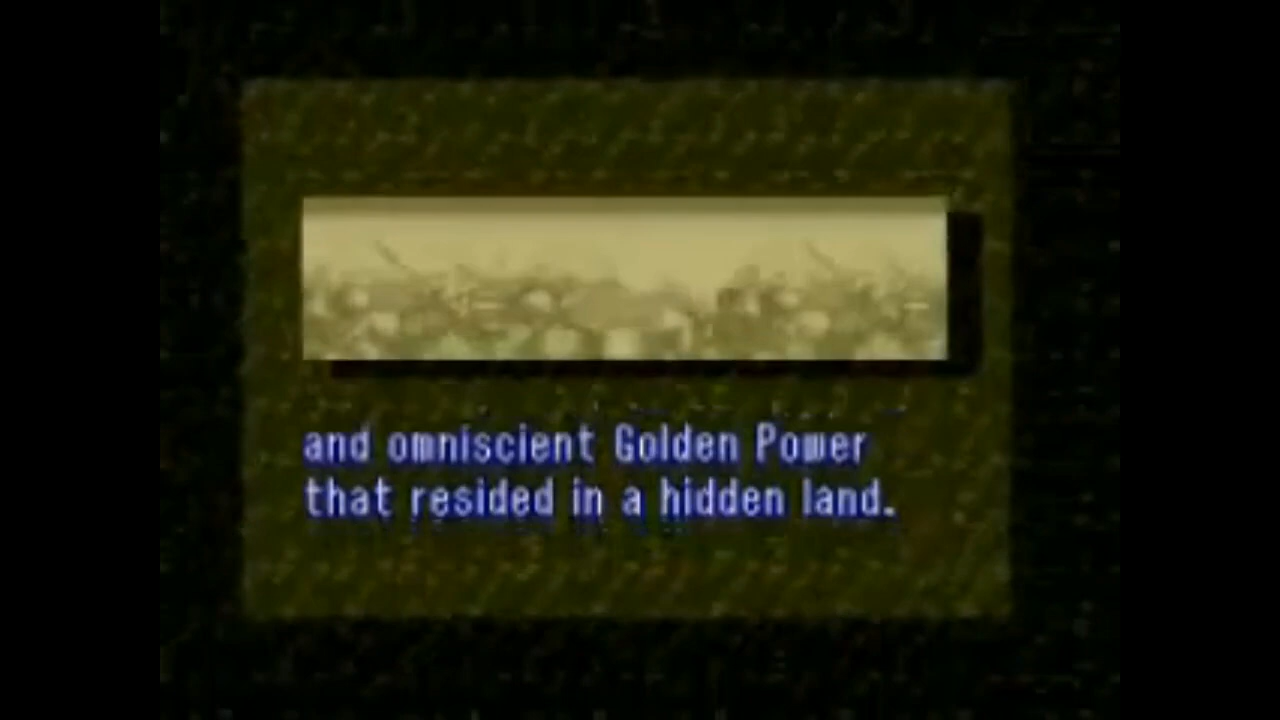 and omniscient Golden Power
that resided in a hidden land.